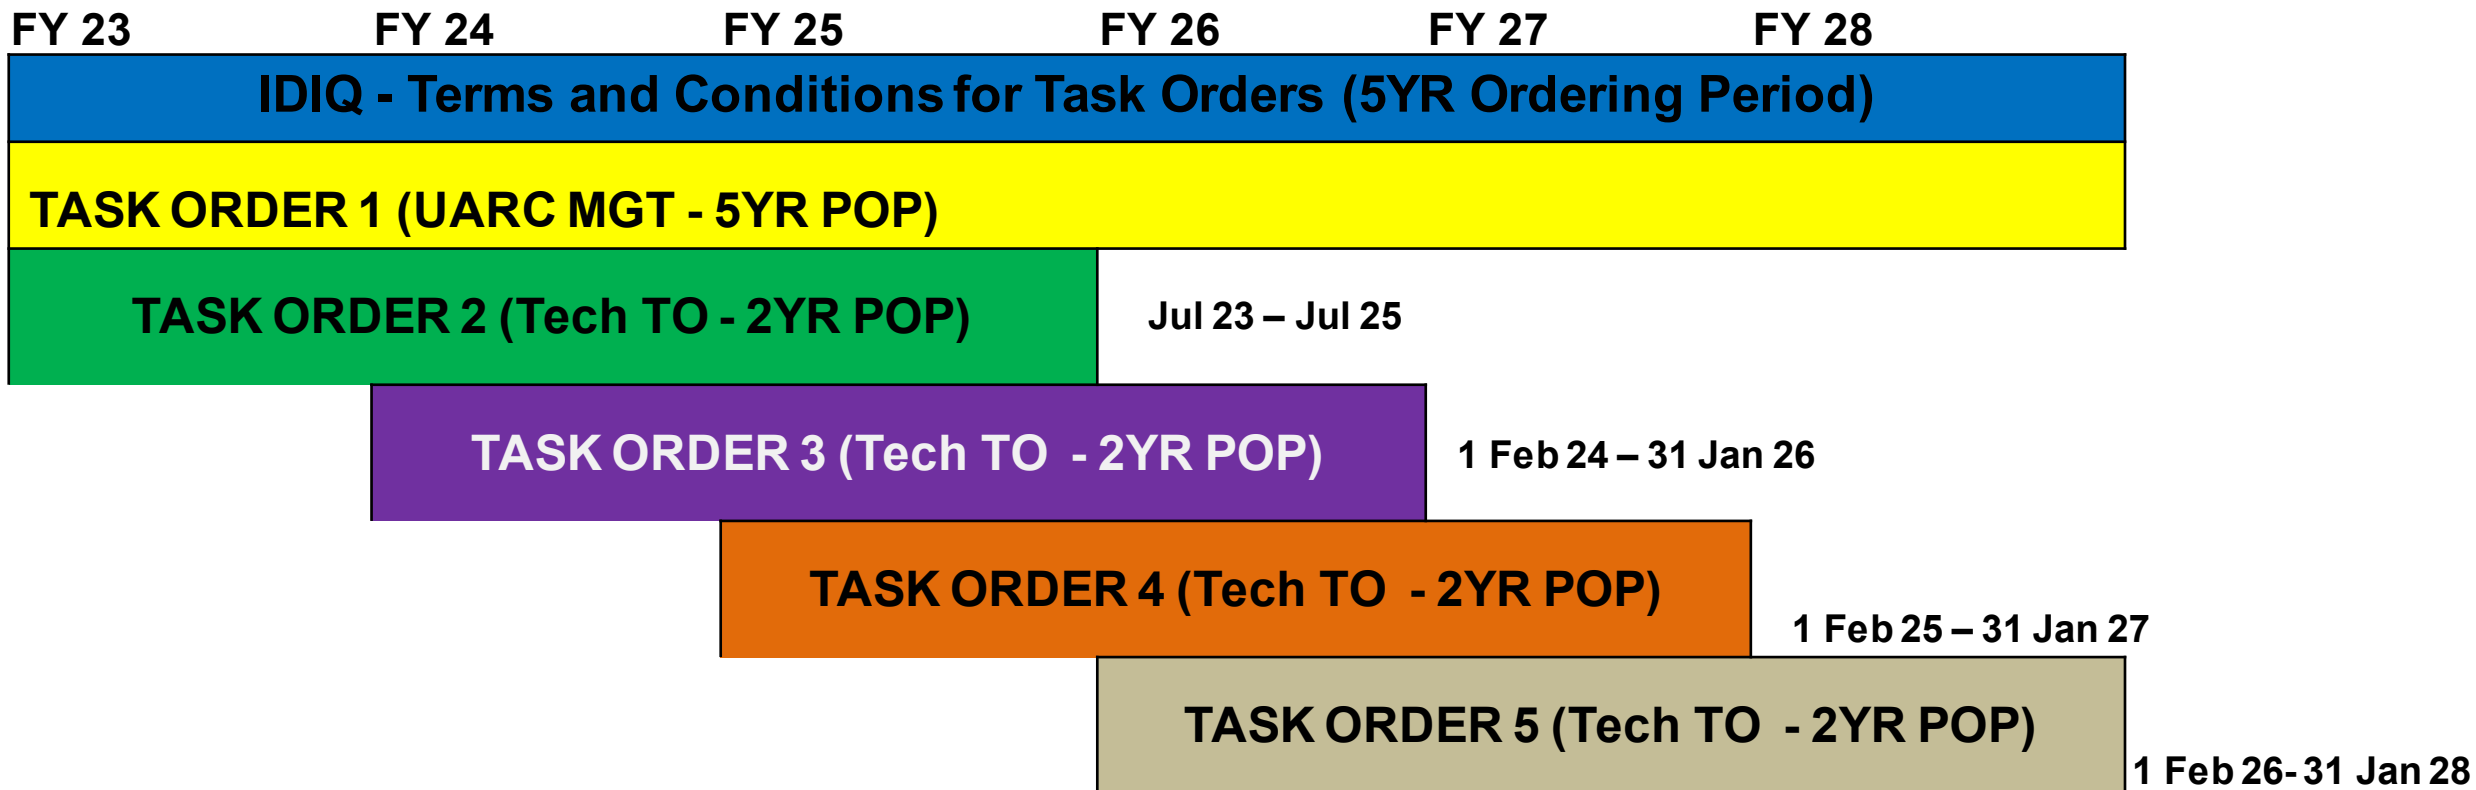 FY 23 FY 24 FY 25 FY 26 FY 27 FY 28
IDIQ - Terms and Conditions for Task Orders (5YR Ordering Period)
TASK ORDER 1 (UARC MGT - 5YR POP)
TASK ORDER 2 (Tech TO - 2YR POP)
Jul 23 – Jul 25
TASK ORDER 3 (Tech TO - 2YR POP)
1 Feb 24 – 31 Jan 26
TASK ORDER 4 (Tech TO - 2YR POP)
1 Feb 25 – 31 Jan 27
TASK ORDER 5 (Tech TO - 2YR POP)
1 Feb 26- 31 Jan 28